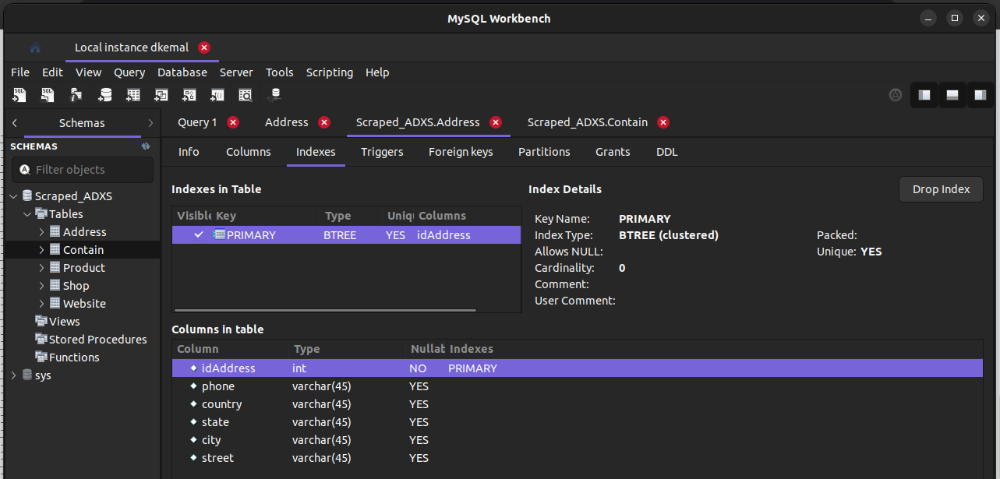 MySQL Workbench
Local instance dkemal
File Edit View Query Database Server Tools Scripting Help
Schemas
Query 1 Address Scraped_ADXS.Address Scraped_ADXS.Contain
SCHEMAS
Filter objects
Scraped_ADXS
Tables
Address
Contain
Product
Shop
Website
Views
Stored Procedures
Functions
sys
Info Columns Indexes Triggers Foreign keys Partitions Grants DDL
Indexes in Table
Visible Key Type Uniq Columns
PRIMARY BTREE YES idAddress
Index Details
Drop Index
Key Name: PRIMARY
Index Type: BTREE (clustered) Packed:
Allows NULL: Unique: YES
Cardinality: 0
Comment:
User Comment:
Columns in table
Column Type Nullab Indexes
idAddress int NO PRIMARY
phone varchar(45) YES
country varchar(45) YES
state varchar(45) YES
city varchar(45) YES
street varchar(45) YES